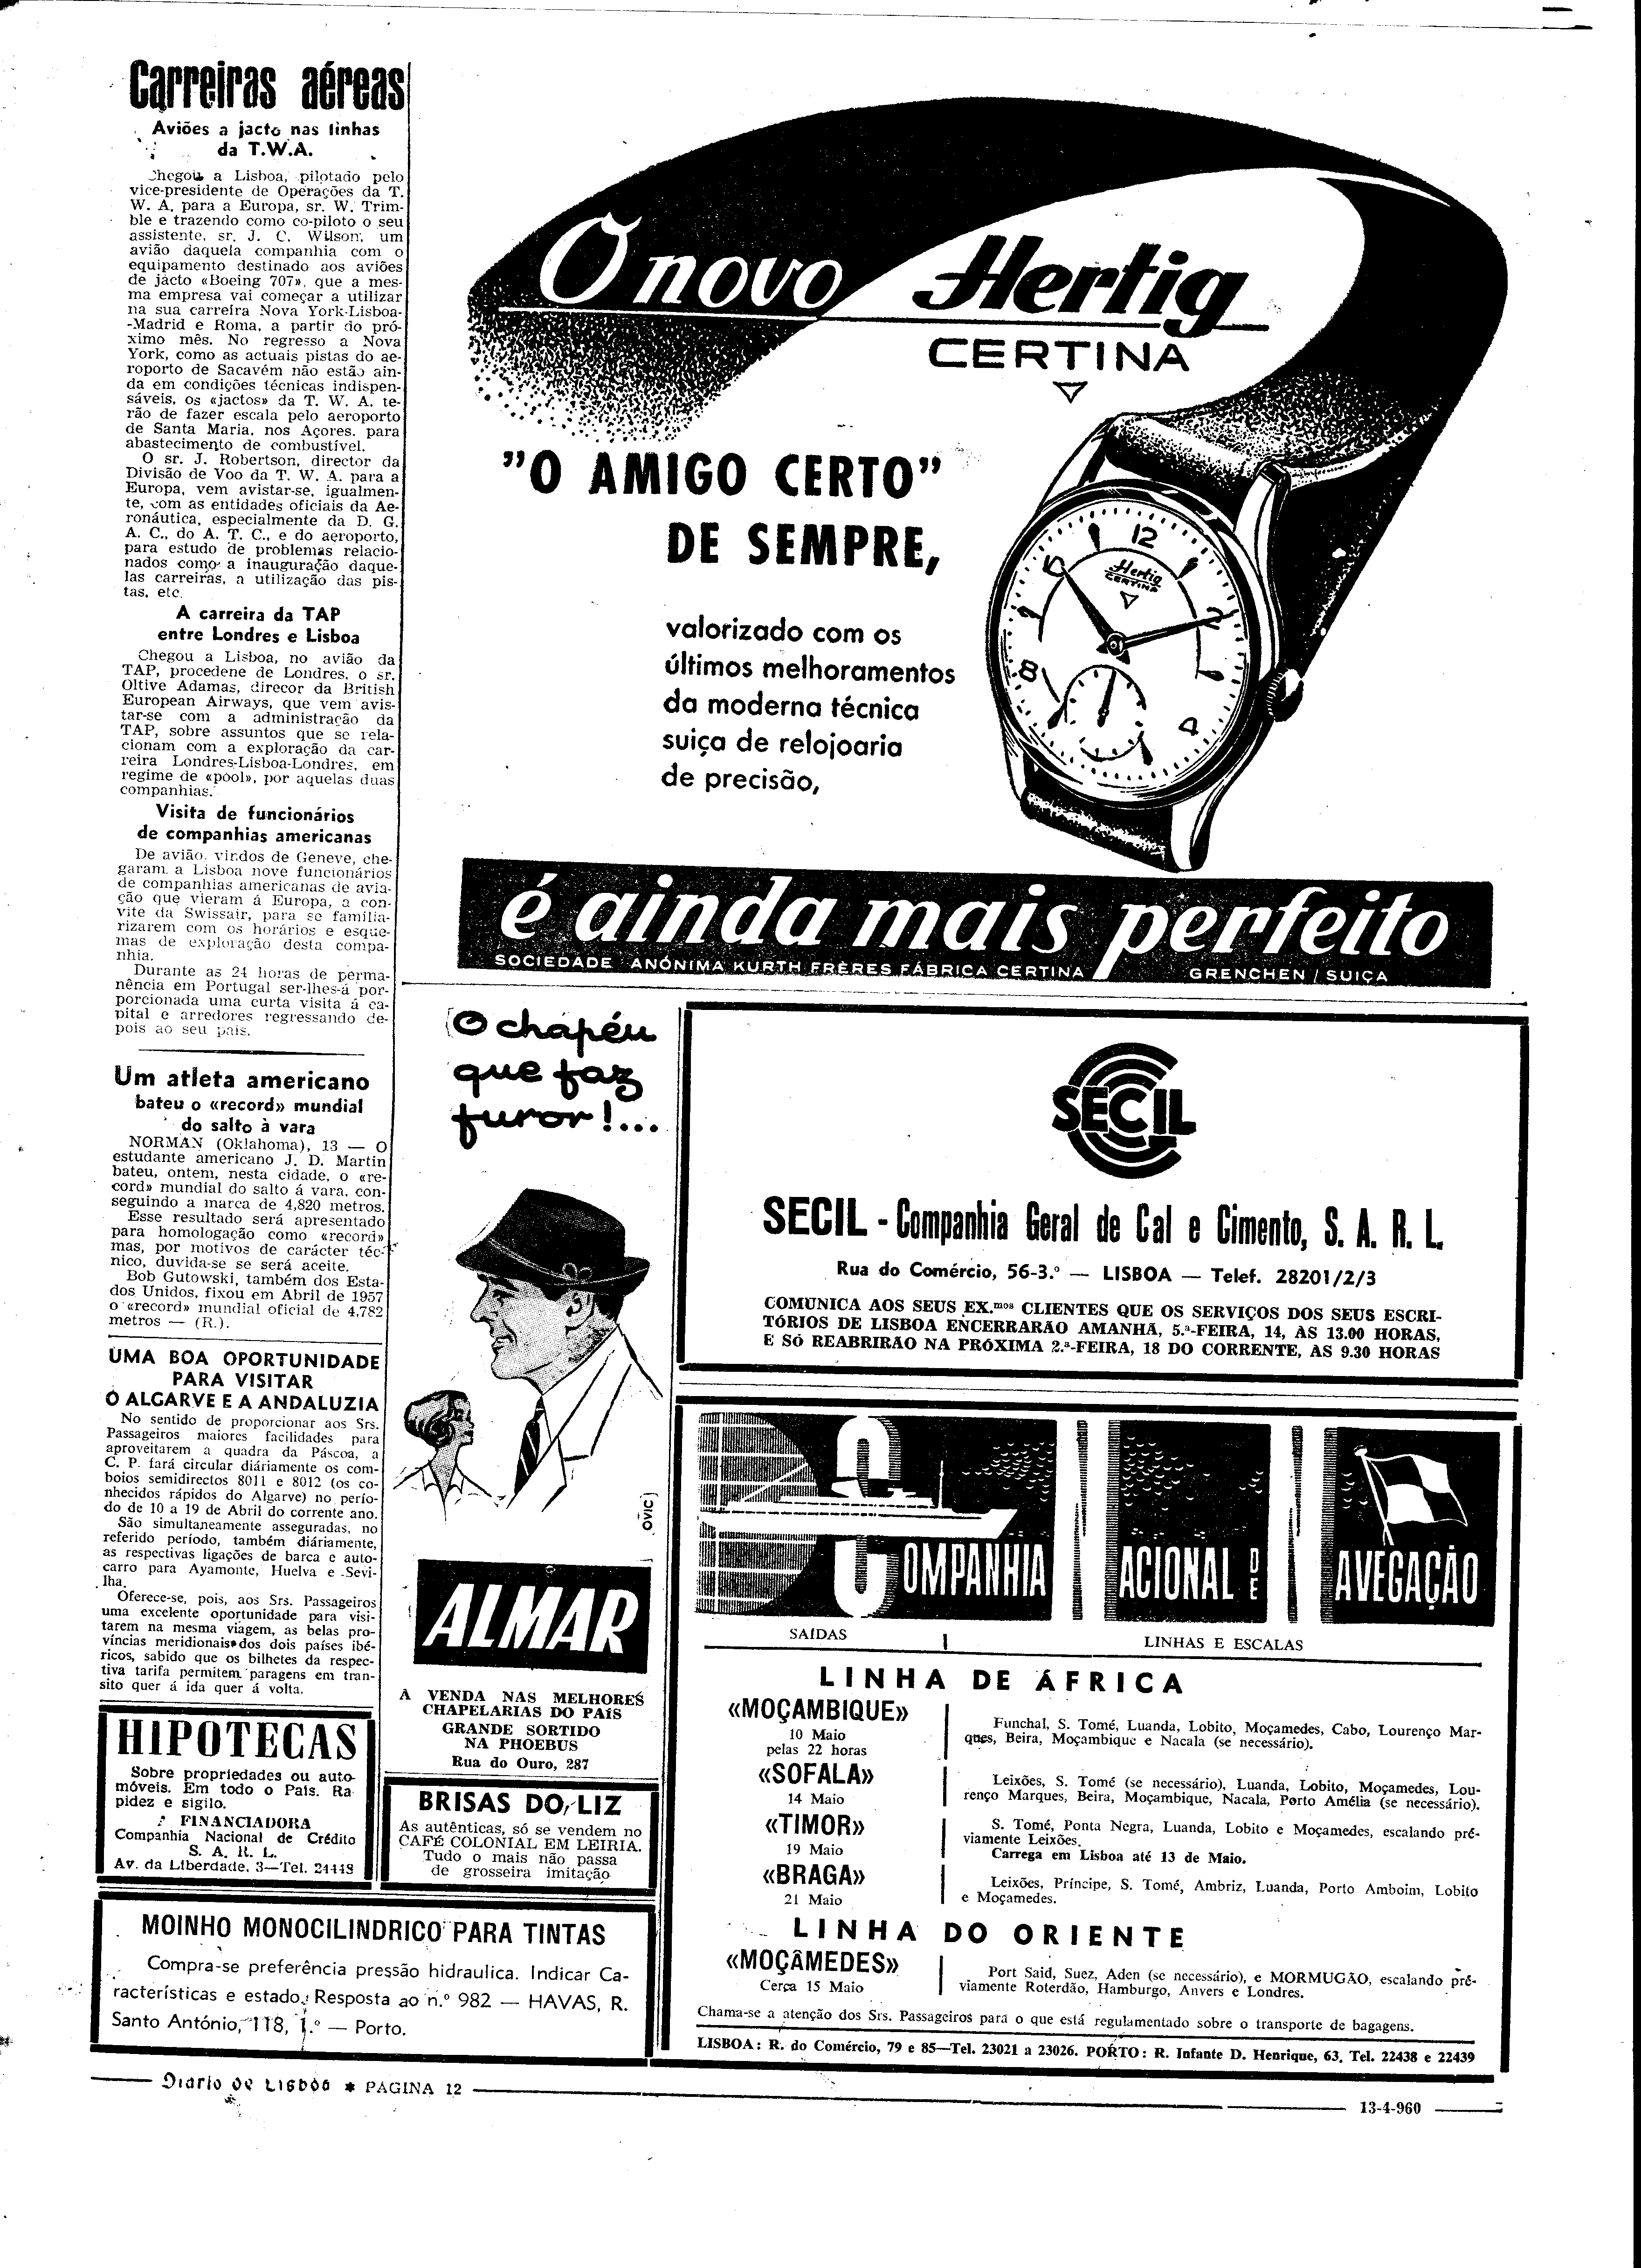 Carreiras aéreas
Aviões a jacto nas linhas
da T.W.A.
Chegou a Lisboa, pilotado pelo
vice-presidente de Operações da T.
W. A. para a Europa, sr. W. Trim-
ble e trazendo como co-piloto o seu
assistente, sr. J. C. Wilson, um
avião daquela companhia com o
equipamento destinado aos aviões
de jacto «Boeing 707», que a mes-
ma empresa vai começar a utilizar
na sua carreira Nova York-Lisboa-
-Madrid e Roma, a partir do pró-
ximo mês. No regresso a Nova
York, como as actuais pistas do ae-
roporto de Sacavém não estão ain-
da em condições técnicas indispen-
sáveis, os «jactos» da T. W. A. te-
rão de fazer escala pelo aeroporto
de Santa Maria, nos Açores, para
abastecimento de combustível.
O sr. J. Robertson, director da
Divisão de Voo da T. W. A. para a
Europa, vem avistar-se, igualmen-
te, com as entidades oficiais da Ae-
ronáutica, especialmente da D. G.
A. C., do A. T. C., e do aeroporto,
para estudo de problemas relacio-
nados como a inauguração daque-
las carreiras, a utilização das pis-
tas, etc.
A carreira da TAP
entre Londres e Lisboa
Chegou a Lisboa, no avião da
TAP, procedene de Londres, o sr.
Oltive Adamas, direcor da British
European Airways, que vem avis-
tar-se com a administração da
TAP, sobre assuntos que se rela-
cionam com a exploração da car-
reira Londres-Lisboa-Londres, em
regime de «pool», por aquelas duas
companhias.
Visita de funcionários
de companhias americanas
De avião, vindos de Geneve, che-
garam a Lisboa nove funcionários
de companhias americanas de avia-
ção que vieram á Europa, a con-
vite da Swissair, para se familia-
rizarem com os horários e esque-
mas de exploração desta compa-
nhia.
Durante as 24 horas de perma-
nência em Portugal ser-lhes-á por-
porcionada uma curta visita á ca-
pital e arredores regressando de-
pois ao seu país.
Um atleta americano
bateu o «record» mundial
do salto à vara
NORMAN (Oklahoma), 13 — O
estudante americano J. D. Martin
bateu, ontem, nesta cidade, o «re-
cord» mundial do salto á vara, con-
seguindo a marca de 4,820 metros.
Esse resultado será apresentado
para homologação como «record»
mas, por motivos de carácter téc-
nico, duvida-se se será aceite.
Bob Gutowski, também dos Esta-
dos Unidos, fixou em Abril de 1957
o «record» mundial oficial de 4,782
metros — (R.).
UMA BOA OPORTUNIDADE
PARA VISITAR
O ALGARVE E A ANDALUZIA
No sentido de proporcionar aos Srs.
Passageiros maiores facilidades para
aproveitarem a quadra da Páscoa, a
C. P. fará circular diáriamente os com-
boios semidirectos 8011 e 8012 (os co-
nhecidos rápidos do Algarve) no perío-
do de 10 a 19 de Abril do corrente ano.
São simultaneamente asseguradas, no
referido período, também diáriamente,
as respectivas ligações de barca e auto-
carro para Ayamonte, Huelva e Sevi-
lha.
Oferece-se, pois, aos Srs. Passageiros
uma excelente oportunidade para visi-
tarem na mesma viagem, as belas pro-
víncias meridionais dos dois países ibé-
ricos, sabido que os bilhetes da respec-
tiva tarifa permitem paragens em tran-
sito quer á ida quer á volta.
HIPOTECAS
Sobre propriedades ou auto-
móveis. Em todo o País. Ra-
pidez e sigilo.
FINANCIADORA
Companhia Nacional de Crédito
S. A. R. L.
Av. da Liberdade, 3—Tel. 24449
O novo Hertig
CERTINA
"O AMIGO CERTO"
DE SEMPRE,
valorizado com os
últimos melhoramentos
da moderna técnica
suiça de relojoaria
de precisão,
12
2
4
8
10
Hertig
CERTINA
é ainda mais perfeito
SOCIEDADE ANÓNIMA KURTH FRÈRES FÁBRICA CERTINA GRENCHEN / SUIÇA
O chapéu
que faz
furor!...
OVIC
ALMAR
À VENDA NAS MELHORES
CHAPELARIAS DO PAÍS
GRANDE SORTIDO
NA PHOEBUS
Rua do Ouro, 287
BRISAS DO LIZ
As autênticas, só se vendem no
CAFÉ COLONIAL EM LEIRIA.
Tudo o mais não passa
de grosseira imitação
MOINHO MONOCILINDRICO PARA TINTAS
Compra-se preferência pressão hidraulica. Indicar Ca-
racterísticas e estado. Resposta ao n.º 982 — HAVAS, R.
Santo António, 118, 1.º — Porto.
SECIL
SECIL - Companhia Geral de Cal e Cimento, S. A. R. L.
Rua do Comércio, 56-3.º — LISBOA — Telef. 28201/2/3
COMUNICA AOS SEUS EX.mos CLIENTES QUE OS SERVIÇOS DOS SEUS ESCRI-
TÓRIOS DE LISBOA ENCERRARÃO AMANHÃ, 5.ª-FEIRA, 14, ÀS 13.00 HORAS,
E SÓ REABRIRÃO NA PRÓXIMA 2.ª-FEIRA, 18 DO CORRENTE, ÀS 9.30 HORAS
COMPANHIA NACIONAL DE NAVEGAÇÃO
SAÍDAS
LINHAS E ESCALAS
LINHA DE ÁFRICA
«MOÇAMBIQUE»
10 Maio
pelas 22 horas
Funchal, S. Tomé, Luanda, Lobito, Moçamedes, Cabo, Lourenço Mar-
ques, Beira, Moçambique e Nacala (se necessário).
«SOFALA»
14 Maio
Leixões, S. Tomé (se necessário), Luanda, Lobito, Moçamedes, Lou-
renço Marques, Beira, Moçambique, Nacala, Porto Amélia (se necessário).
«TIMOR»
19 Maio
S. Tomé, Ponta Negra, Luanda, Lobito e Moçamedes, escalando pré-
viamente Leixões.
Carrega em Lisboa até 13 de Maio.
«BRAGA»
21 Maio
Leixões, Príncipe, S. Tomé, Ambriz, Luanda, Porto Amboim, Lobito
e Moçamedes.
LINHA DO ORIENTE
«MOÇÂMEDES»
Cerca 15 Maio
Port Said, Suez, Aden (se necessário), e MORMUGÃO, escalando pré-
viamente Roterdão, Hamburgo, Anvers e Londres.
Chama-se a atenção dos Srs. Passageiros para o que está regulamentado sobre o transporte de bagagens.
LISBOA: R. do Comércio, 79 e 85—Tel. 23021 a 23026. PORTO: R. Infante D. Henrique, 63, Tel. 22438 e 22439
Diário de Lisboa ✱ PÁGINA 12
13-4-960